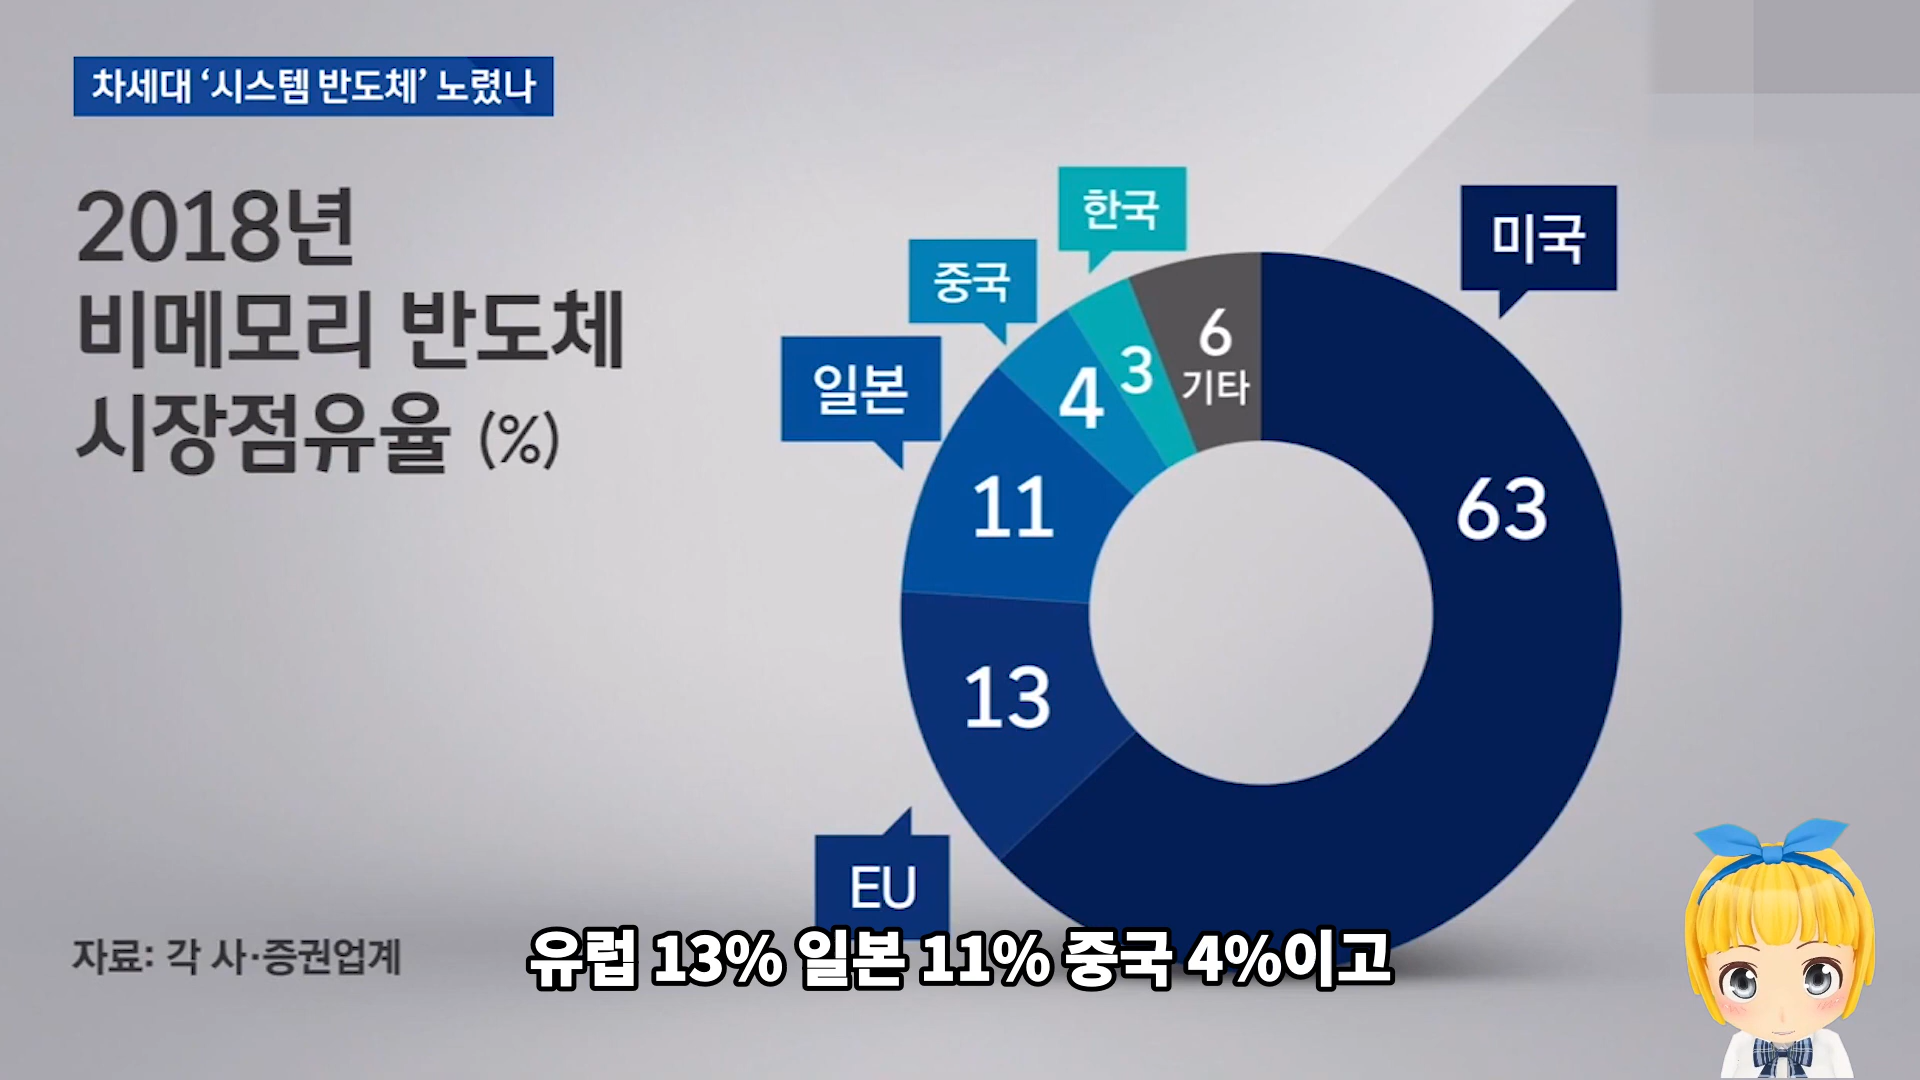 차세대 ‘시스템 반도체’ 노렸나
2018년
비메모리 반도체
시장점유율 (%)
한국
미국
중국
일본
6
기타
3
4
11
63
13
EU
자료: 각 사·증권업계
유럽 13% 일본 11% 중국 4%이고